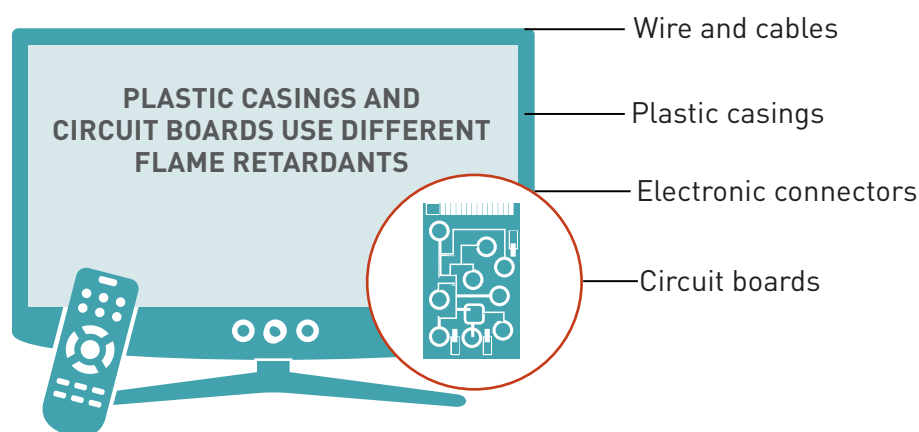 Wire and cables
PLASTIC CASINGS AND
CIRCUIT BOARDS USE DIFFERENT
FLAME RETARDANTS
Plastic casings
Electronic connectors
Circuit boards